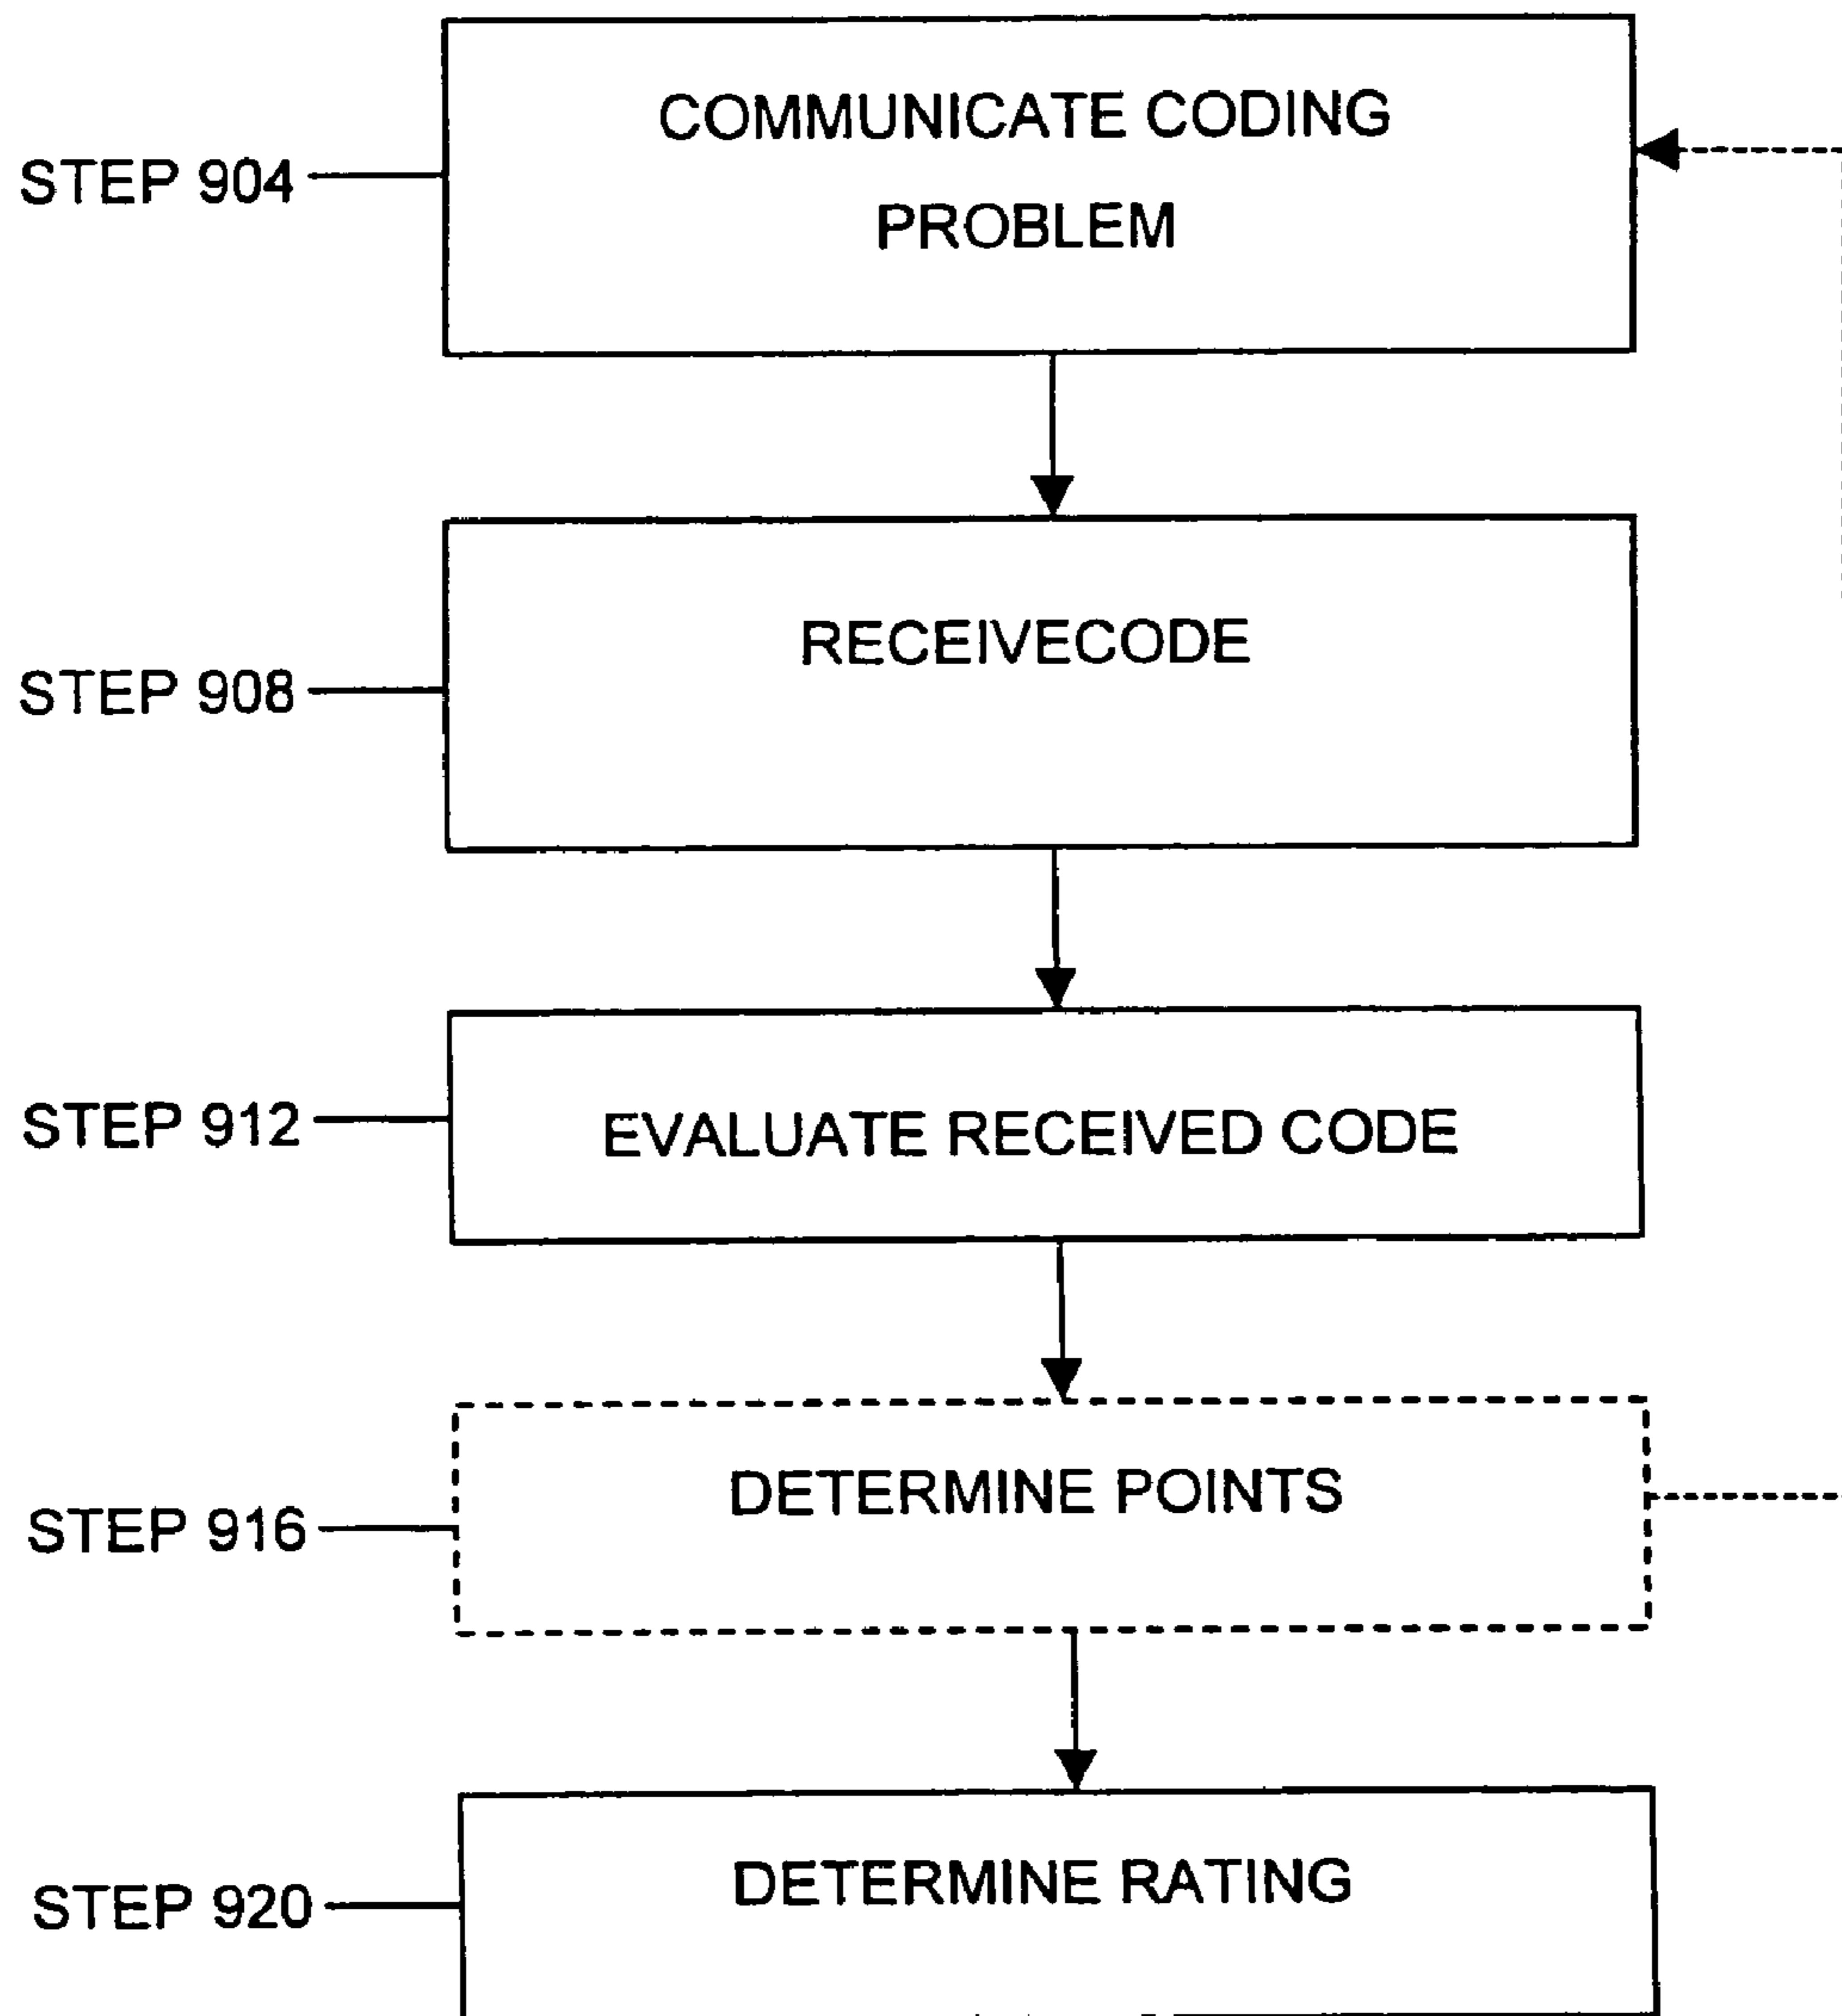 COMMUNICATE CODING
PROBLEM
STEP 904
RECEIVECODE
STEP 908
EVALUATE RECEIVED CODE
STEP 912
DETERMINE POINTS
STEP 916
DETERMINE RATING
STEP 920